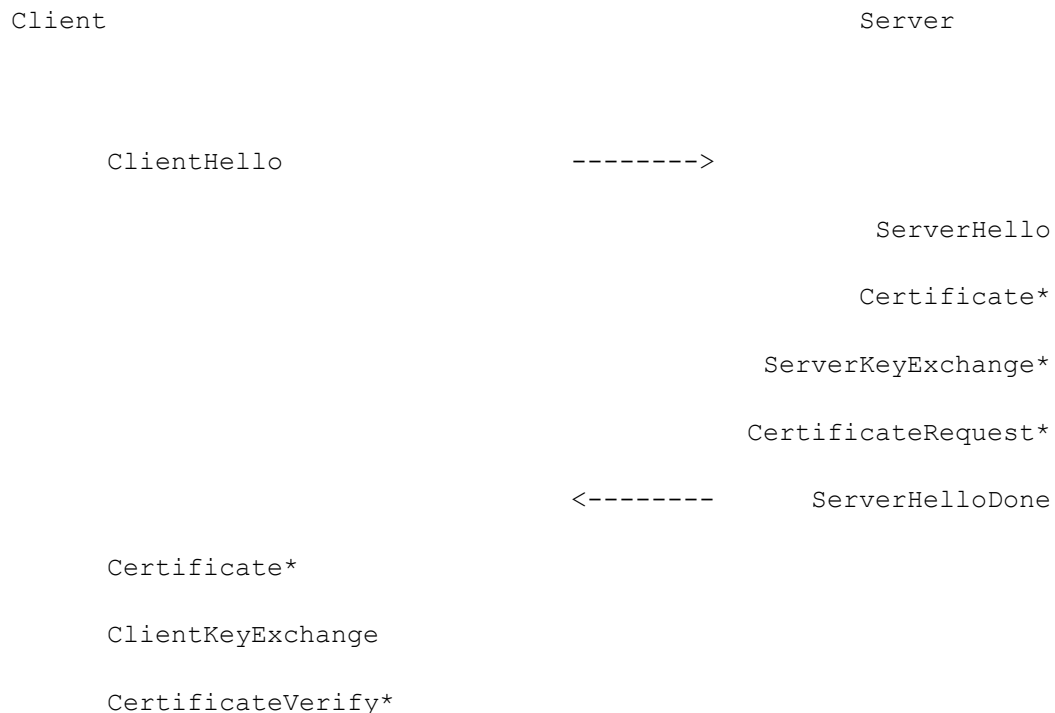 Client Server
ClientHello -------->
ServerHello
Certificate*
ServerKeyExchange*
CertificateRequest*
<-------- ServerHelloDone
Certificate*
ClientKeyExchange
CertificateVerify*